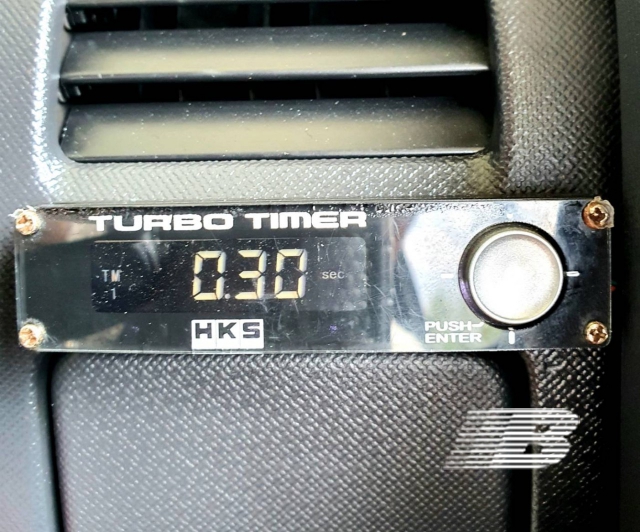 TURBO TIMER
TM
1
0.30 sec
HKS
PUSH
ENTER
B